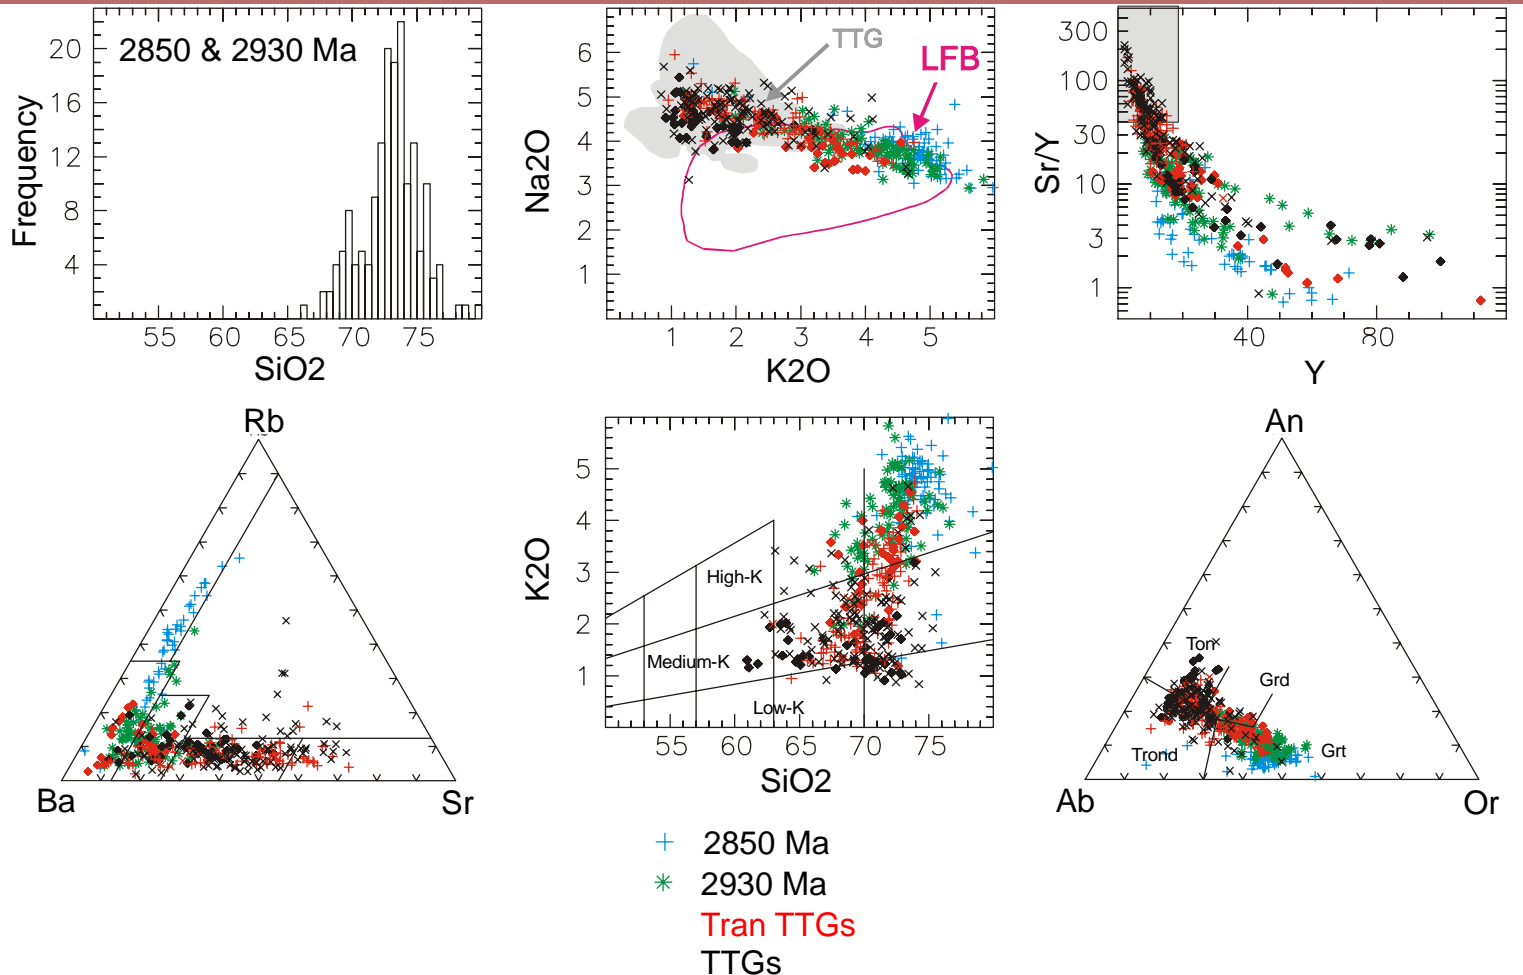 2850 & 2930 Ma
Frequency
20
16
12
8
4
55 60 65 70 75
SiO2
TTG
LFB
Na2O
6
5
4
3
2
1
1 2 3 4 5
K2O
Sr/Y
300
100
30
10
3
1
40 80
Y
Rb
Ba
Sr
K2O
5
4
3
2
1
High-K
Medium-K
Low-K
55 60 65 70 75
SiO2
An
Ton
Grd
Trond
Grt
Ab
Or
2850 Ma
2930 Ma
Tran TTGs
TTGs